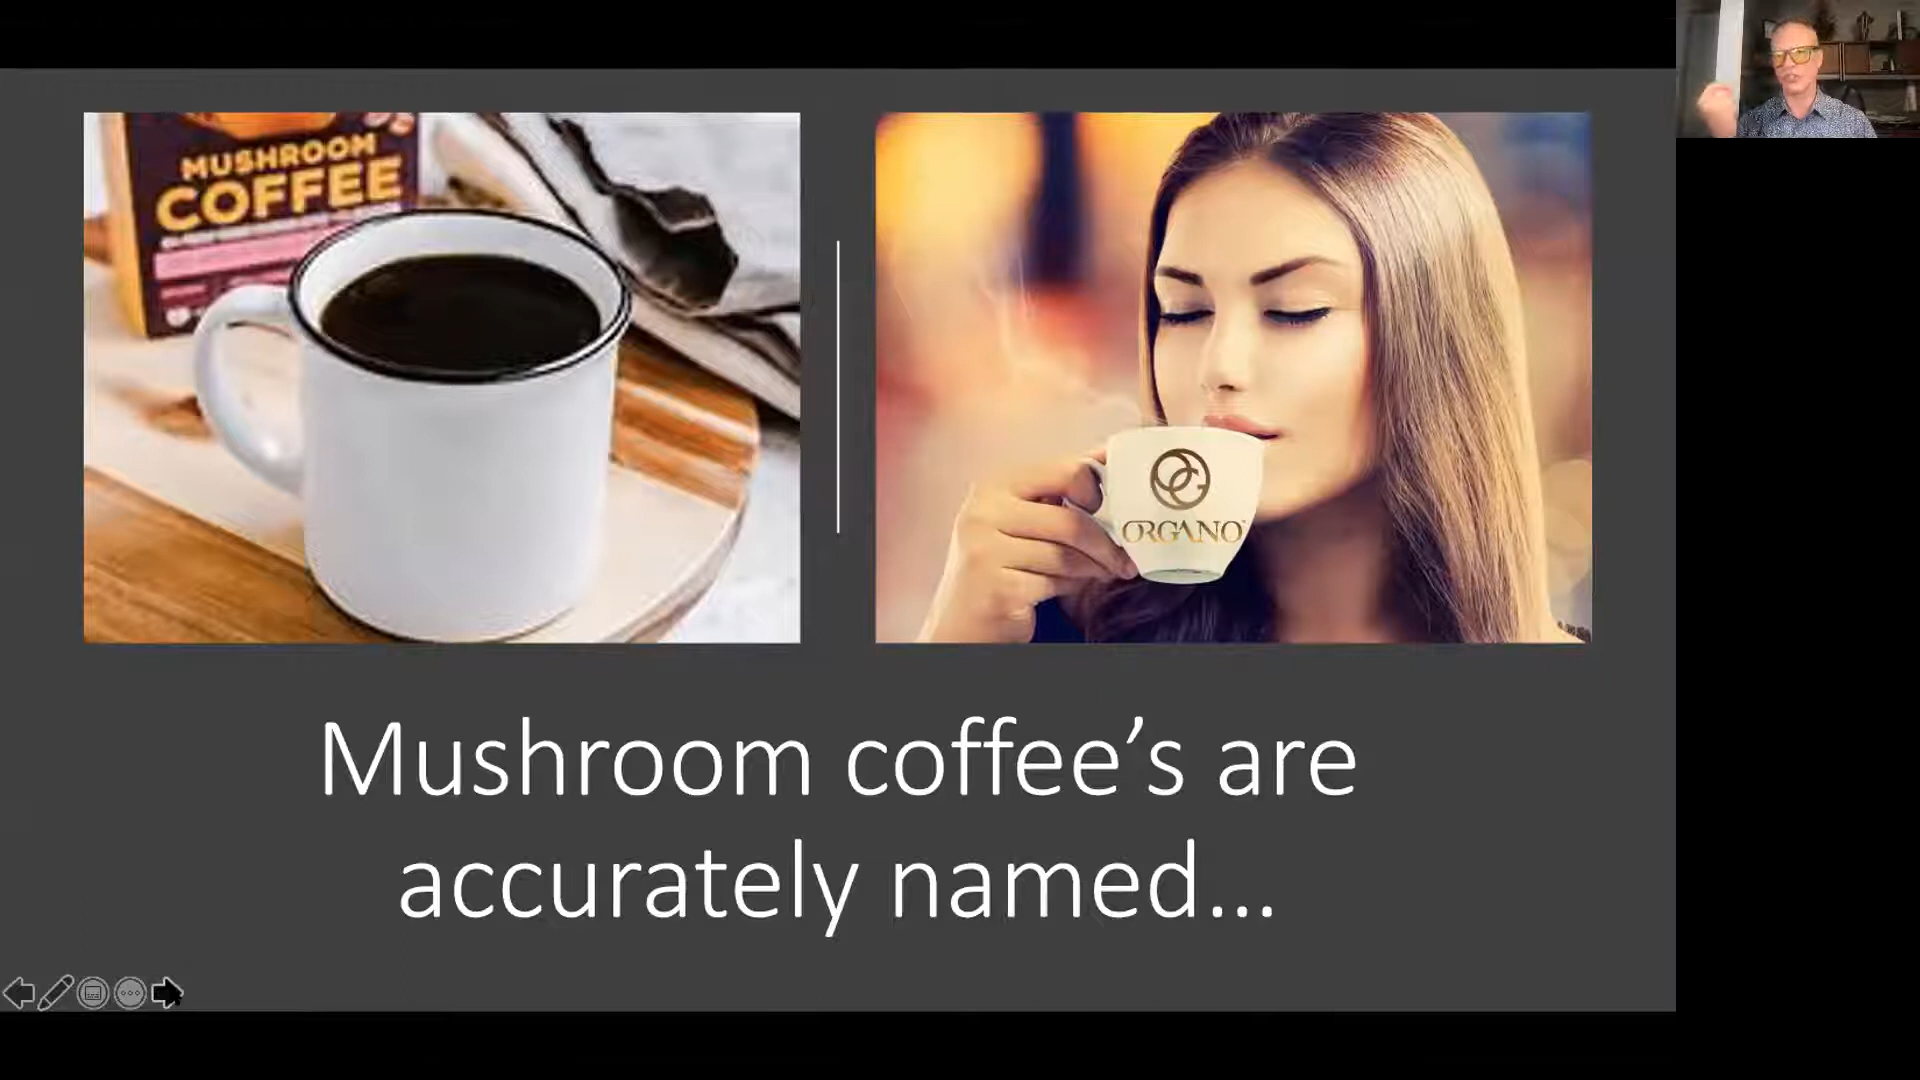 MUSHROOM
COFFEE
ORGANO
Mushroom coffee’s are
accurately named...